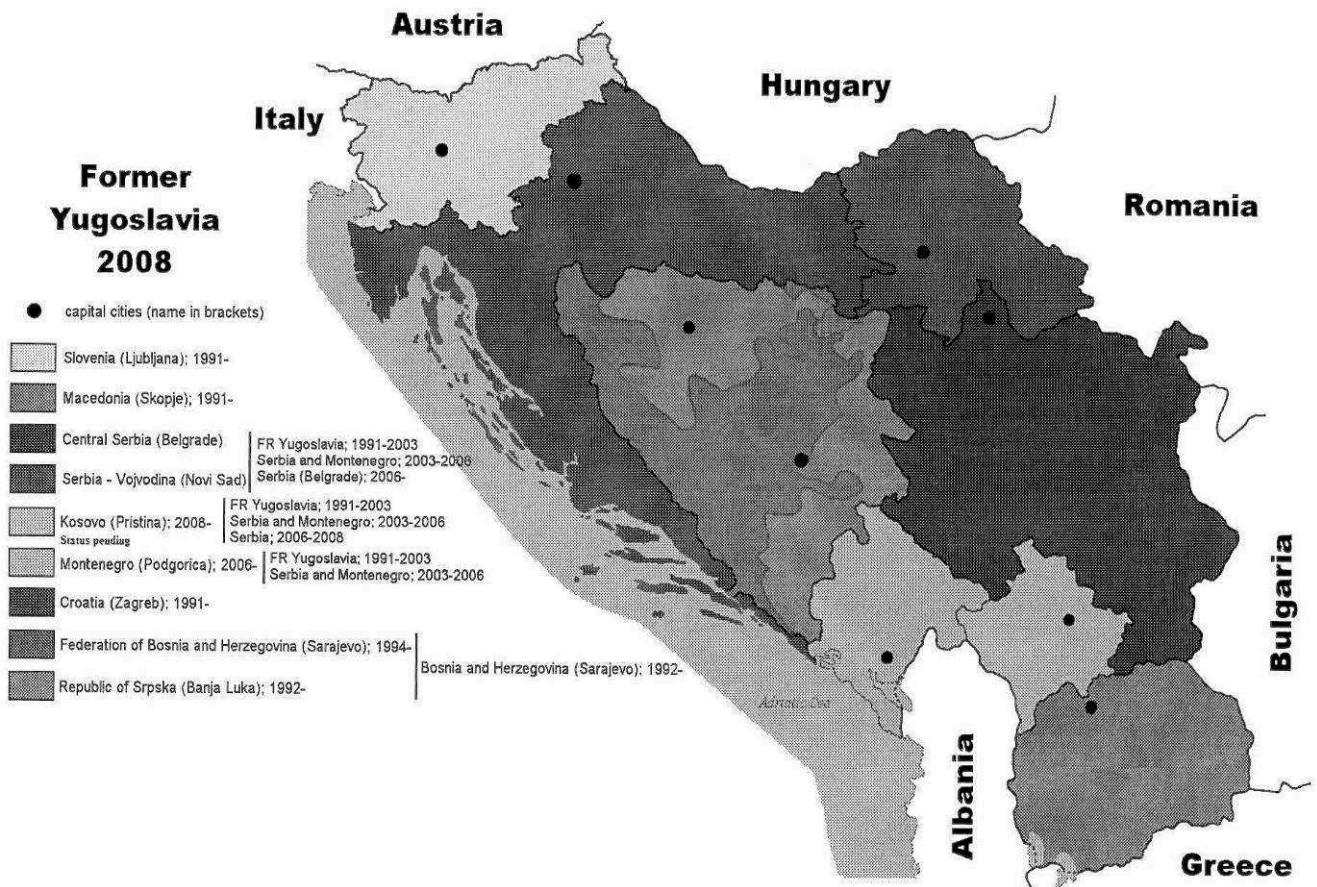 Austria
Hungary
Italy
Former
Yugoslavia
2008
Romania
capital cities (name in brackets)
Slovenia (Ljubljana); 1991-
Macedonia (Skopje); 1991-
Central Serbia (Belgrade)
Serbia - Vojvodina (Novi Sad)
FR Yugoslavia; 1991-2003
Serbia and Montenegro; 2003-2006
Serbia (Belgrade); 2006-
Kosovo (Pristina); 2008-
Status pending
FR Yugoslavia; 1991-2003
Serbia and Montenegro; 2003-2006
Serbia; 2006-2008
Montenegro (Podgorica); 2006-
FR Yugoslavia; 1991-2003
Serbia and Montenegro; 2003-2006
Croatia (Zagreb); 1991-
Federation of Bosnia and Herzegovina (Sarajevo); 1994-
Republic of Srpska (Banja Luka); 1992-
Bosnia and Herzegovina (Sarajevo); 1992-
Adriatic Sea
Bulgaria
Albania
Greece